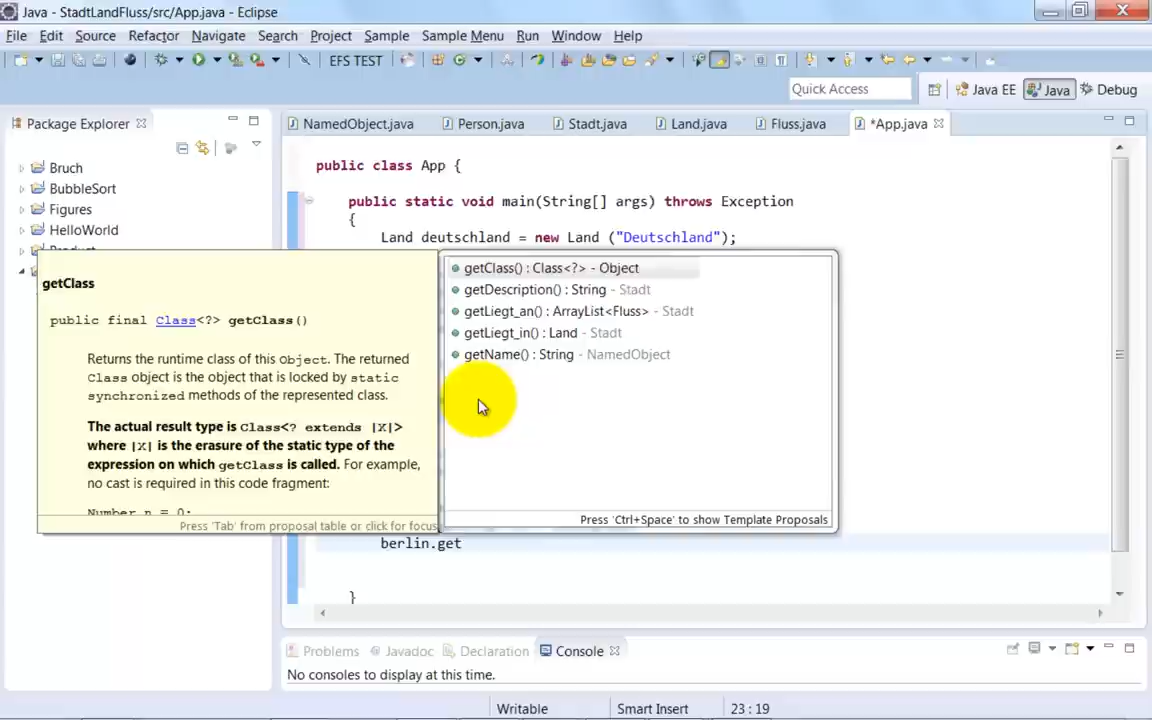 Java - StadtLandFluss/src/App.java - Eclipse
File Edit Source Refactor Navigate Search Project Sample Sample Menu Run Window Help
EFS TEST
Quick Access
Java EE
Java
Debug
Package Explorer
NamedObject.java
Person.java
Stadt.java
Land.java
Fluss.java
*App.java
Bruch
BubbleSort
Figures
HelloWorld
public class App {
public static void main(String[] args) throws Exception
{
Land deutschland = new Land ("Deutschland");
getClass
public final Class<?> getClass()
Returns the runtime class of this Object. The returned
Class object is the object that is locked by static
synchronized methods of the represented class.
The actual result type is Class<? extends |X|>
where |X| is the erasure of the static type of the
expression on which getClass is called. For example,
no cast is required in this code fragment:
Number n = 0;
Press 'Tab' from proposal table or click for focus
getClass() : Class<?> - Object
getDescription() : String - Stadt
getLiegt_an() : ArrayList<Fluss> - Stadt
getLiegt_in() : Land - Stadt
getName() : String - NamedObject
Press 'Ctrl+Space' to show Template Proposals
berlin.get
}
Problems
Javadoc
Declaration
Console
No consoles to display at this time.
Writable
Smart Insert
23 : 19